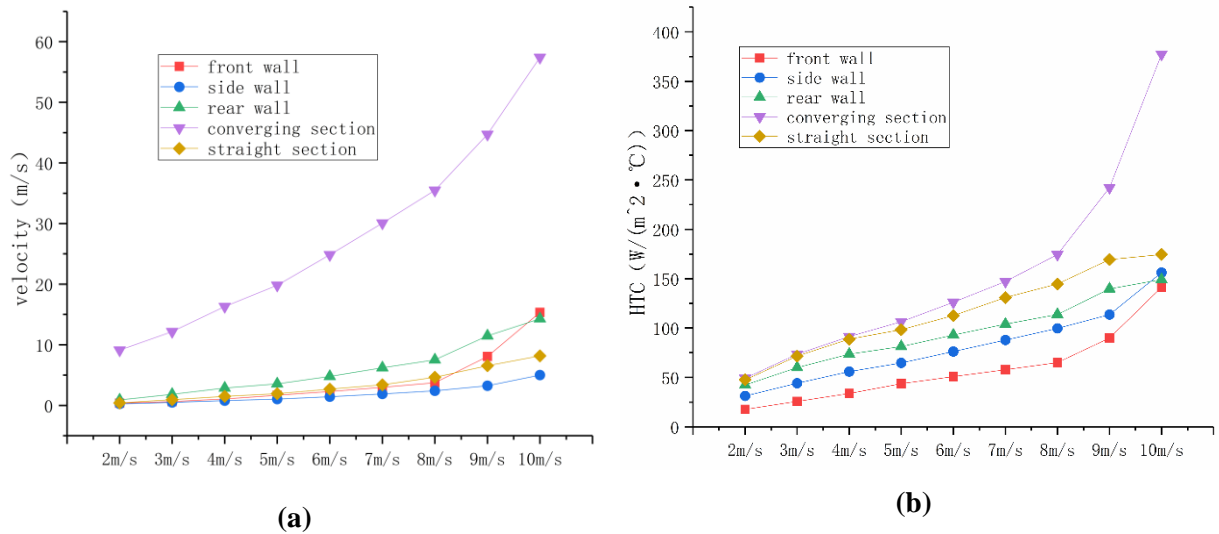 velocity (m/s)
60
50
40
30
20
10
0
front wall
side wall
rear wall
converging section
straight section
2m/s 3m/s 4m/s 5m/s 6m/s 7m/s 8m/s 9m/s 10m/s
(a)
HTC (W/(m^2·℃))
400
350
300
250
200
150
100
50
0
front wall
side wall
rear wall
converging section
straight section
2m/s 3m/s 4m/s 5m/s 6m/s 7m/s 8m/s 9m/s 10m/s
(b)